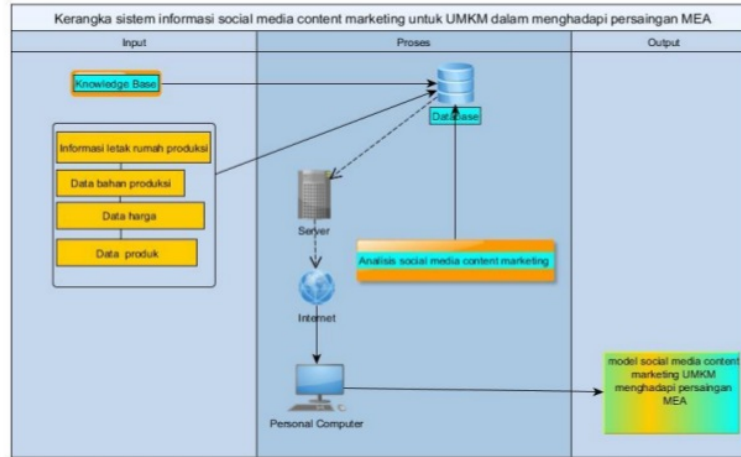 Kerangka sistem informasi social media content marketing untuk UMKM dalam menghadapi persaingan MEA
Input
Proses
Output
Knowledge Base
Database
Informasi letak rumah produksi
Data bahan produksi
Data harga
Data produk
Server
Analisis social media content marketing
Internet
Personal Computer
model social media content
marketing UMKM
menghadapi persaingan
MEA